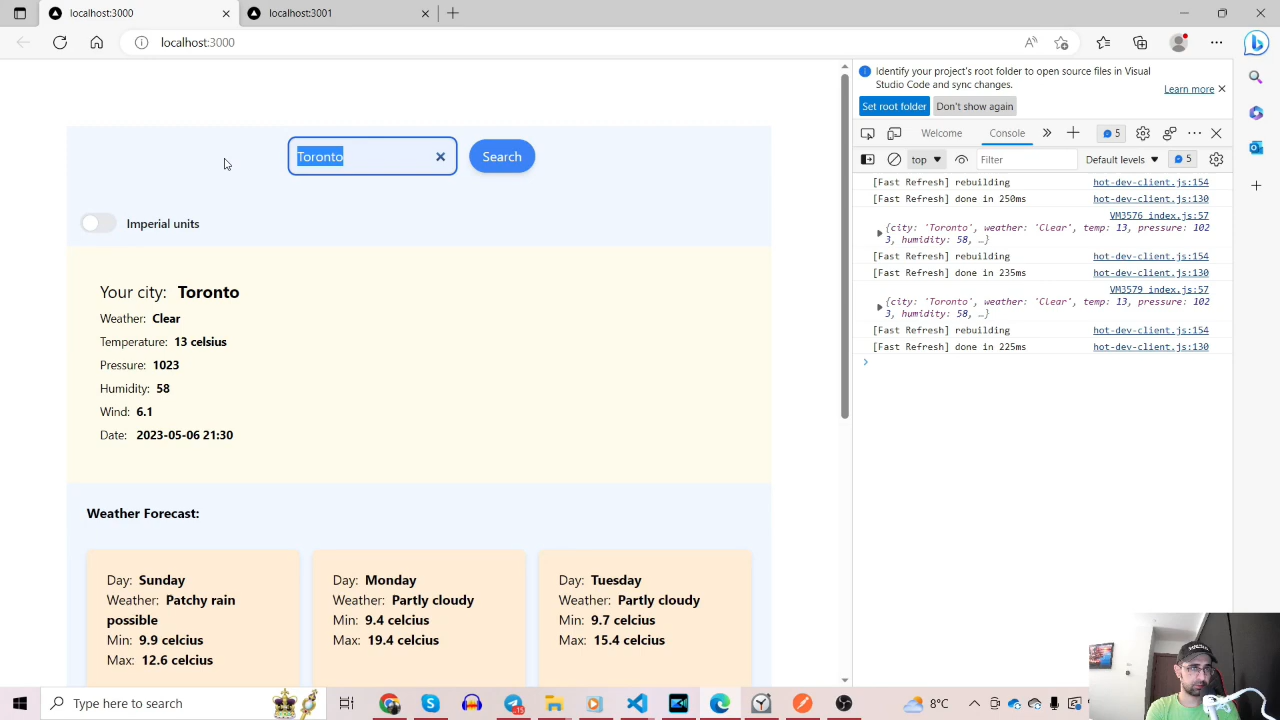 localhost:3000
localhost:3001
localhost:3000
Toronto
Search
Imperial units
Your city: Toronto
Weather: Clear
Temperature: 13 celsius
Pressure: 1023
Humidity: 58
Wind: 6.1
Date: 2023-05-06 21:30
Weather Forecast:
Day: Sunday
Weather: Patchy rain
possible
Min: 9.9 celcius
Max: 12.6 celcius
Day: Monday
Weather: Partly cloudy
Min: 9.4 celcius
Max: 19.4 celcius
Day: Tuesday
Weather: Partly cloudy
Min: 9.7 celcius
Max: 15.4 celcius
Identify your project's root folder to open source files in Visual
Studio Code and sync changes.
Learn more
Set root folder Don't show again
Welcome Console 5
top Filter Default levels 5
[Fast Refresh] rebuilding hot-dev-client.js:154
[Fast Refresh] done in 250ms hot-dev-client.js:130
VM3576 index.js:57
{city: 'Toronto', weather: 'Clear', temp: 13, pressure: 102
3, humidity: 58, …}
[Fast Refresh] rebuilding hot-dev-client.js:154
[Fast Refresh] done in 235ms hot-dev-client.js:130
VM3579 index.js:57
{city: 'Toronto', weather: 'Clear', temp: 13, pressure: 102
3, humidity: 58, …}
[Fast Refresh] rebuilding hot-dev-client.js:154
[Fast Refresh] done in 225ms hot-dev-client.js:130
Type here to search
8°C